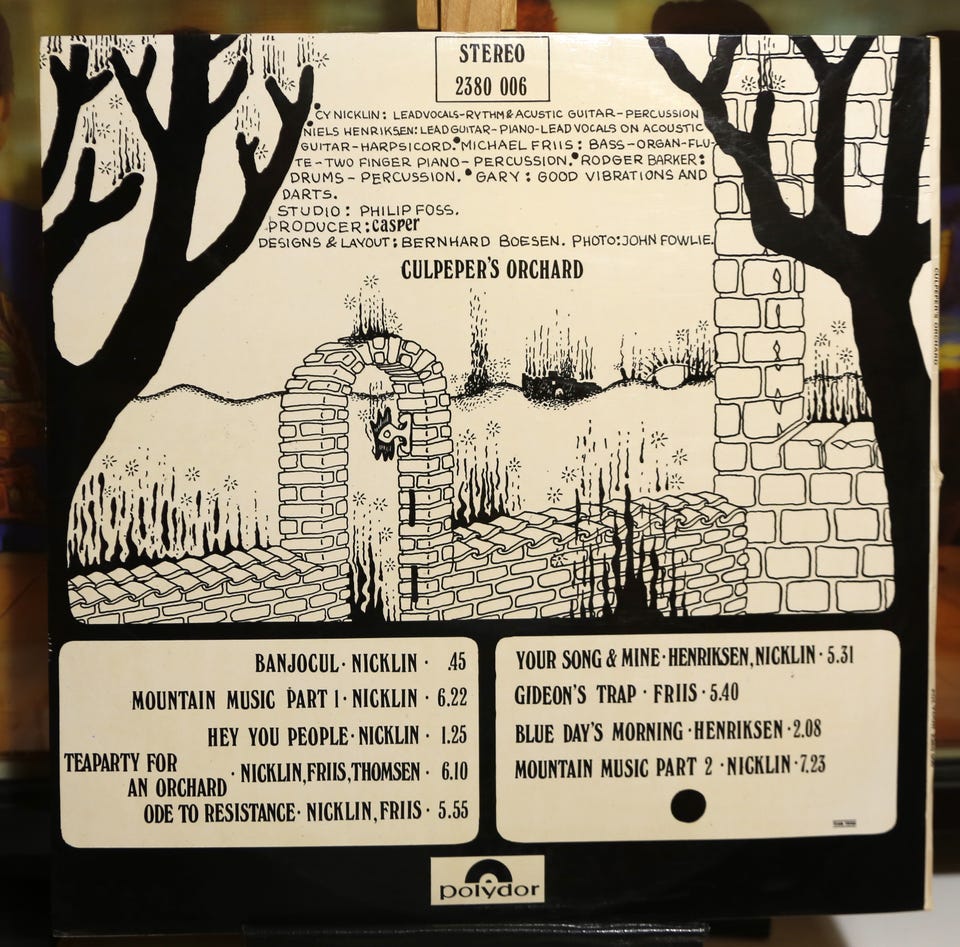 STEREO
2380 006
CY NICKLIN: LEADVOCALS-RYTHM & ACUSTIC GUITAR-PERCUSSION
NIELS HENRIKSEN: LEAD GUITAR-PIANO-LEAD VOCALS ON ACOUSTIC
GUITAR-HARPSICORD. •MICHAEL FRIIS: BASS-ORGAN-FLU-
TE-TWO FINGER PIANO-PERCUSSION. •RODGER BARKER:
DRUMS-PERCUSSION. •GARY: GOOD VIBRATIONS AND
DARTS.
STUDIO: PHILIP FOSS.
PRODUCER: casper
DESIGNS & LAYOUT: BERNHARD BOESEN. PHOTO: JOHN FOWLIE.
CULPEPER'S ORCHARD
BANJOCUL · NICKLIN · .45
MOUNTAIN MUSIC PART 1 · NICKLIN · 6.22
HEY YOU PEOPLE · NICKLIN · 1.25
TEAPARTY FOR
AN ORCHARD · NICKLIN, FRIIS, THOMSEN · 6.10
ODE TO RESISTANCE · NICKLIN, FRIIS · 5.55
YOUR SONG & MINE · HENRIKSEN, NICKLIN · 5.31
GIDEON'S TRAP · FRIIS · 5.40
BLUE DAY'S MORNING · HENRIKSEN · 2.08
MOUNTAIN MUSIC PART 2 · NICKLIN · 7.23
polydor
CULPEPER'S ORCHARD